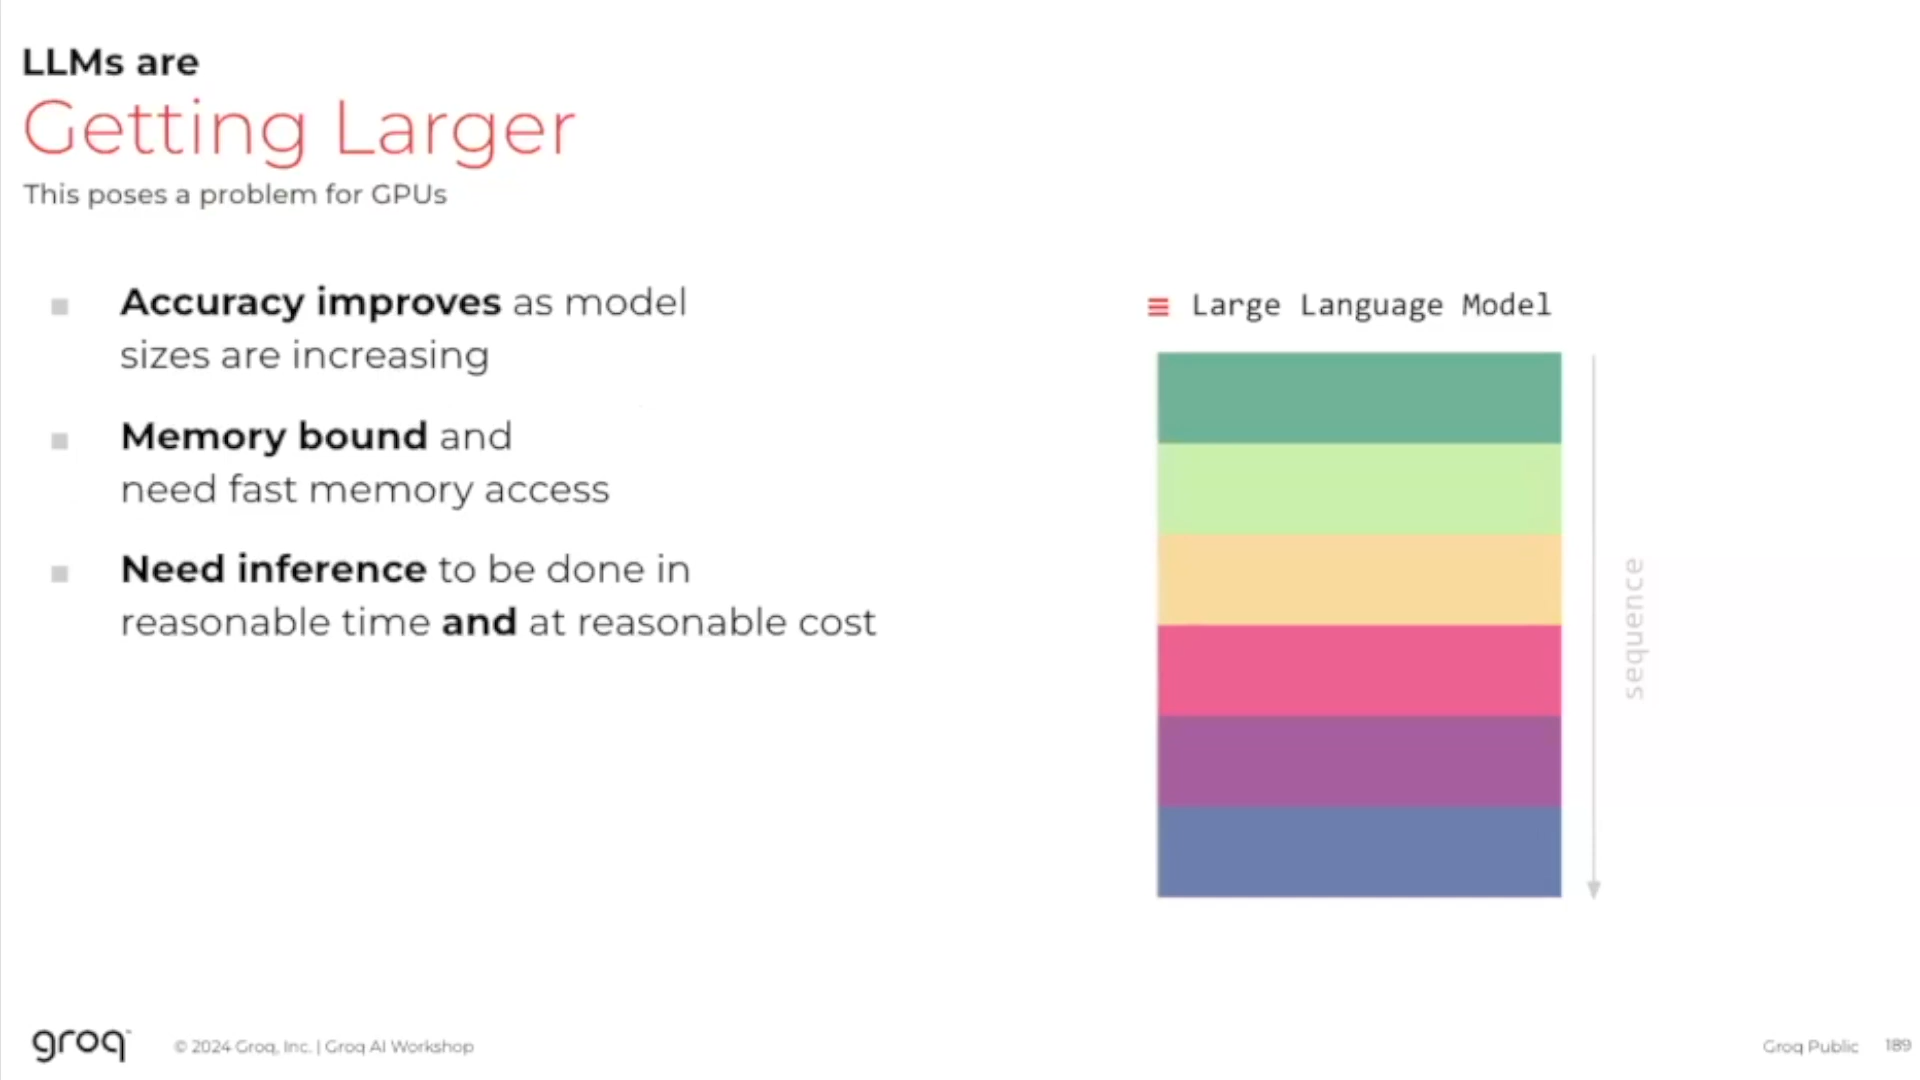 LLMs are
Getting Larger
This poses a problem for GPUs
Accuracy improves as model
sizes are increasing
Memory bound and
need fast memory access
Need inference to be done in
reasonable time and at reasonable cost
Large Language Model
sequence
groq
© 2024 Groq, Inc. | Groq AI Workshop
Groq Public 189